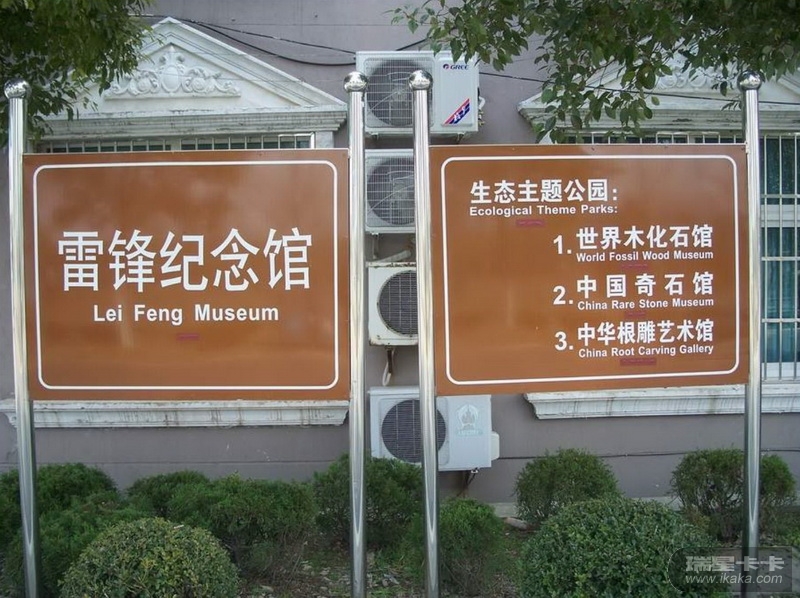 雷锋纪念馆
Lei Feng Museum
生态主题公园:
Ecological Theme Parks:
1. 世界木化石馆
World Fossil Wood Museum
2. 中国奇石馆
China Rare Stone Museum
3. 中华根雕艺术馆
China Root Carving Gallery
GREE
瑞星卡卡
www.ikaka.com